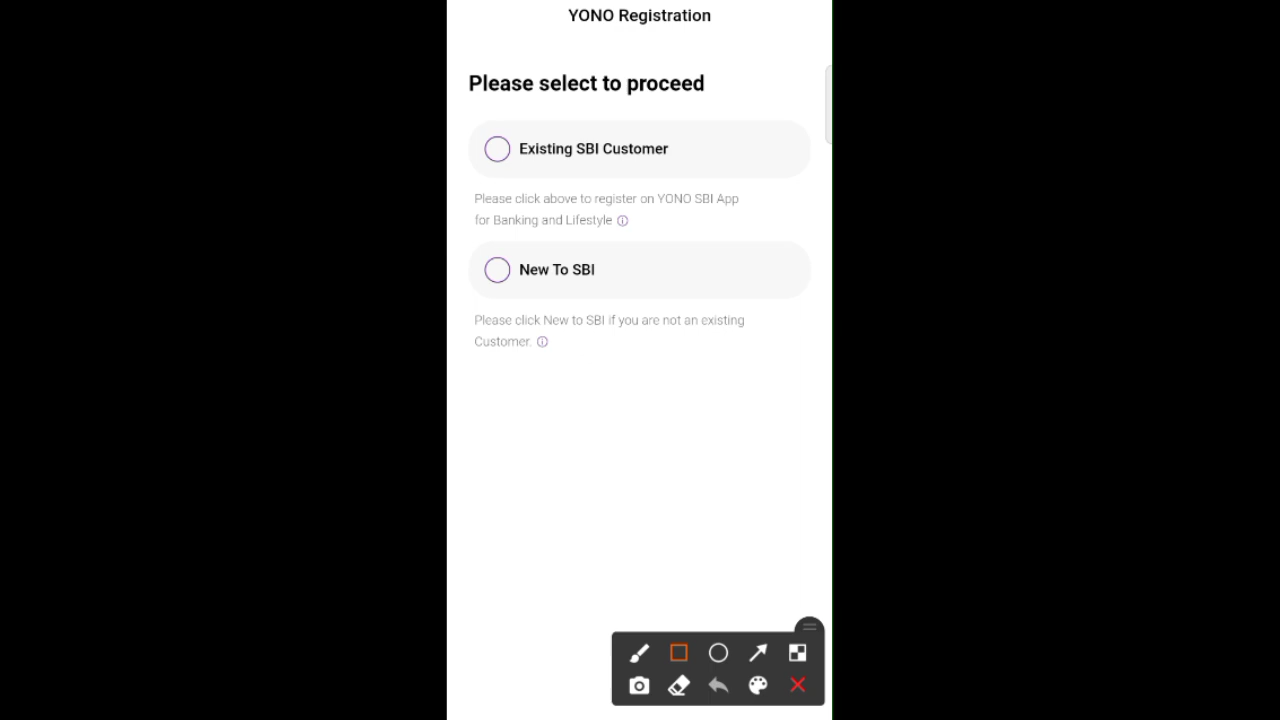 YONO Registration
Please select to proceed
Existing SBI Customer
Please click above to register on YONO SBI App
for Banking and Lifestyle
New To SBI
Please click New to SBI if you are not an existing
Customer.